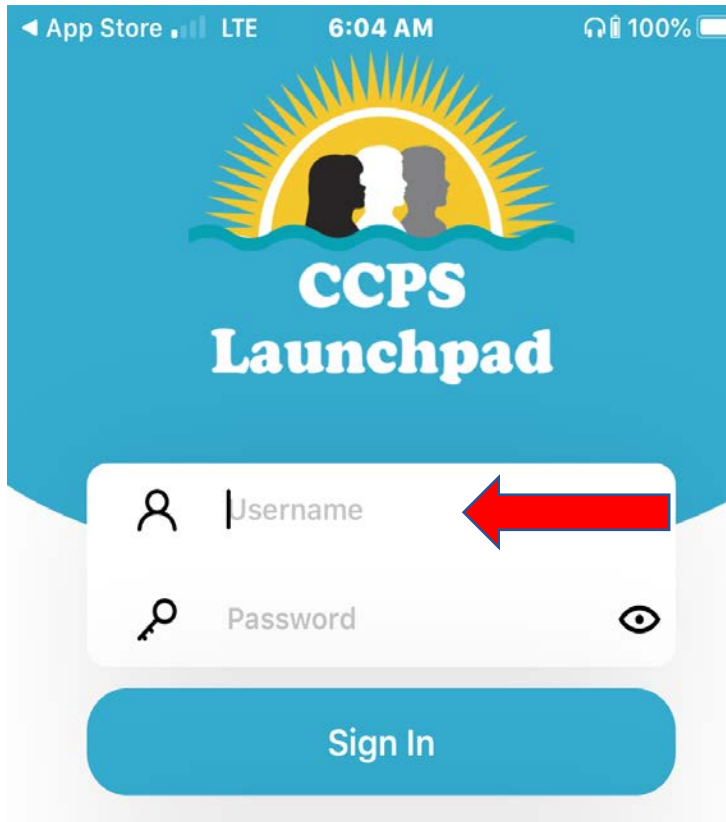 ◀ App Store LTE 6:04 AM 100%
CCPS
Launchpad
Username
Password
Sign In